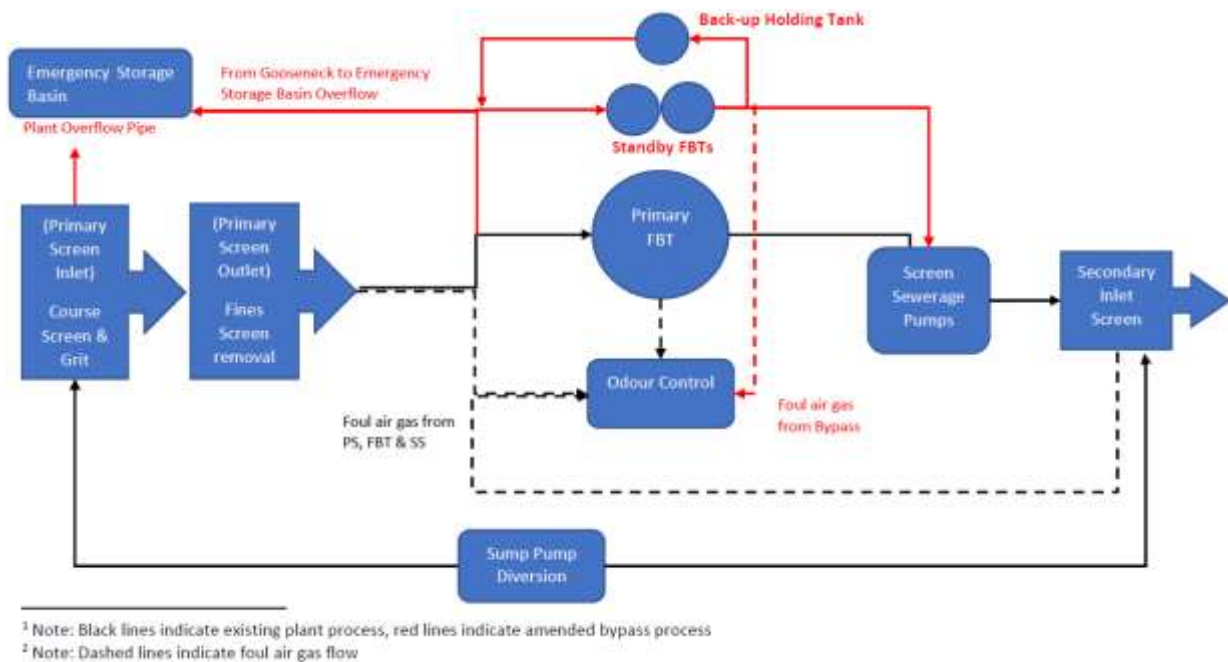 Back-up Holding Tank
Emergency Storage
Basin
From Gooseneck to Emergency
Storage Basin Overflow
Plant Overflow Pipe
Standby FBTs
(Primary
Screen
Inlet)
Course
Screen &
Grit
(Primary
Screen
Outlet)
Fines
Screen
removal
Primary
FBT
Screen
Sewerage
Pumps
Secondary
Inlet
Screen
Odour Control
Foul air gas from
PS, FBT & SS
Foul air gas
from Bypass
Sump Pump
Diversion
1 Note: Black lines indicate existing plant process, red lines indicate amended bypass process
2 Note: Dashed lines indicate foul air gas flow